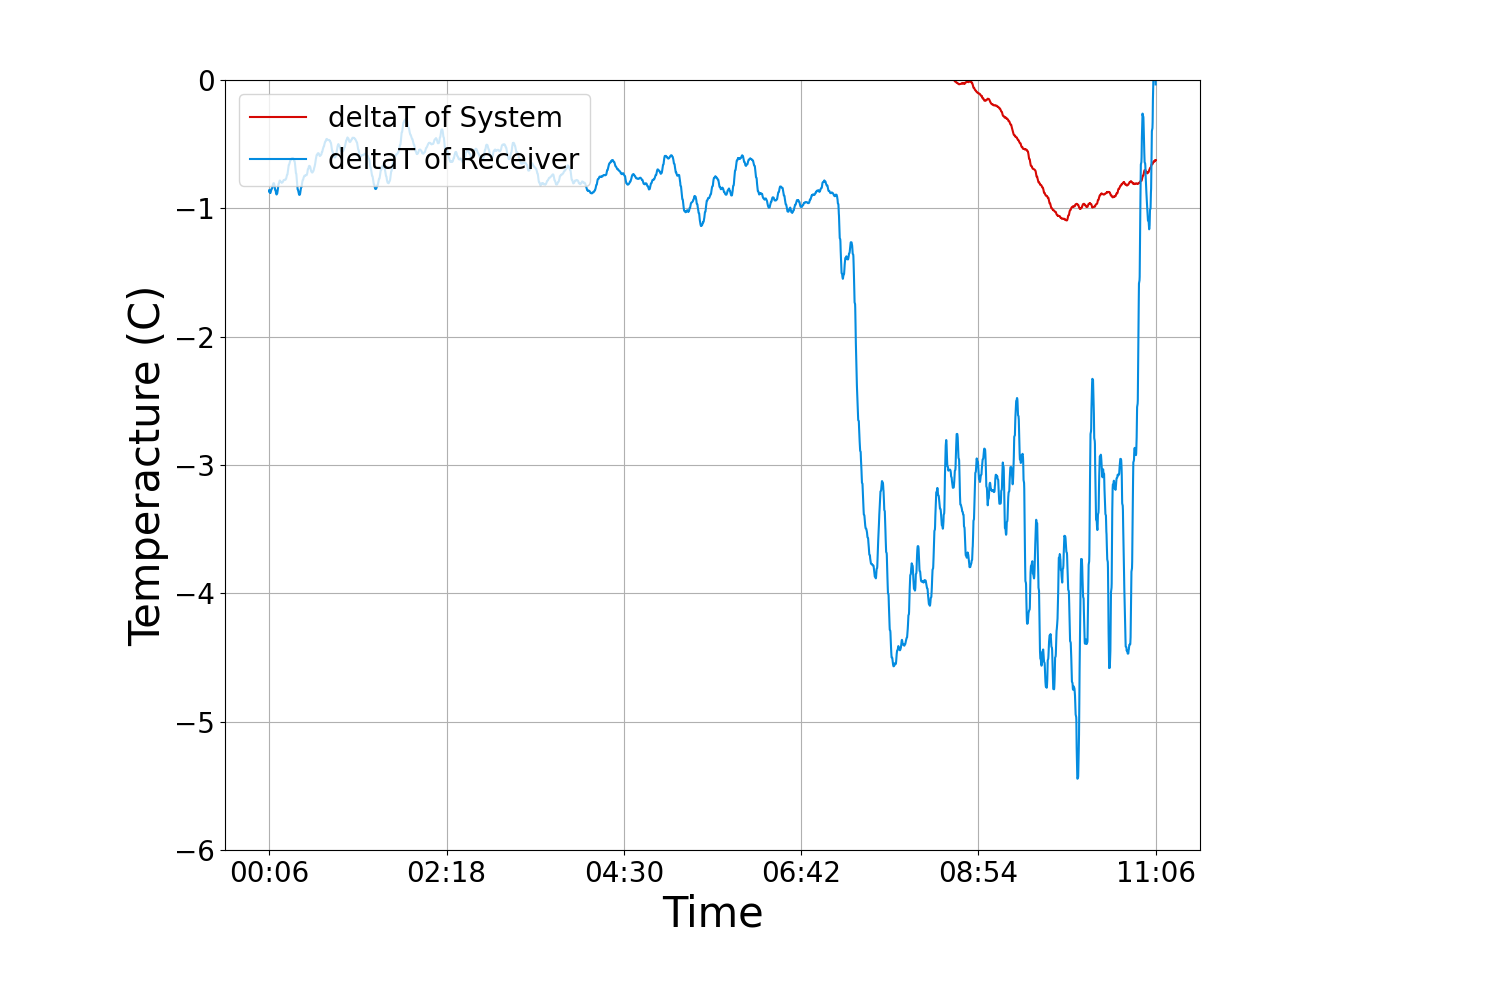 deltaT of System
deltaT of Receiver
0
−1
−2
−3
−4
−5
−6
Temperacture (C)
00:06 02:18 04:30 06:42 08:54 11:06
Time